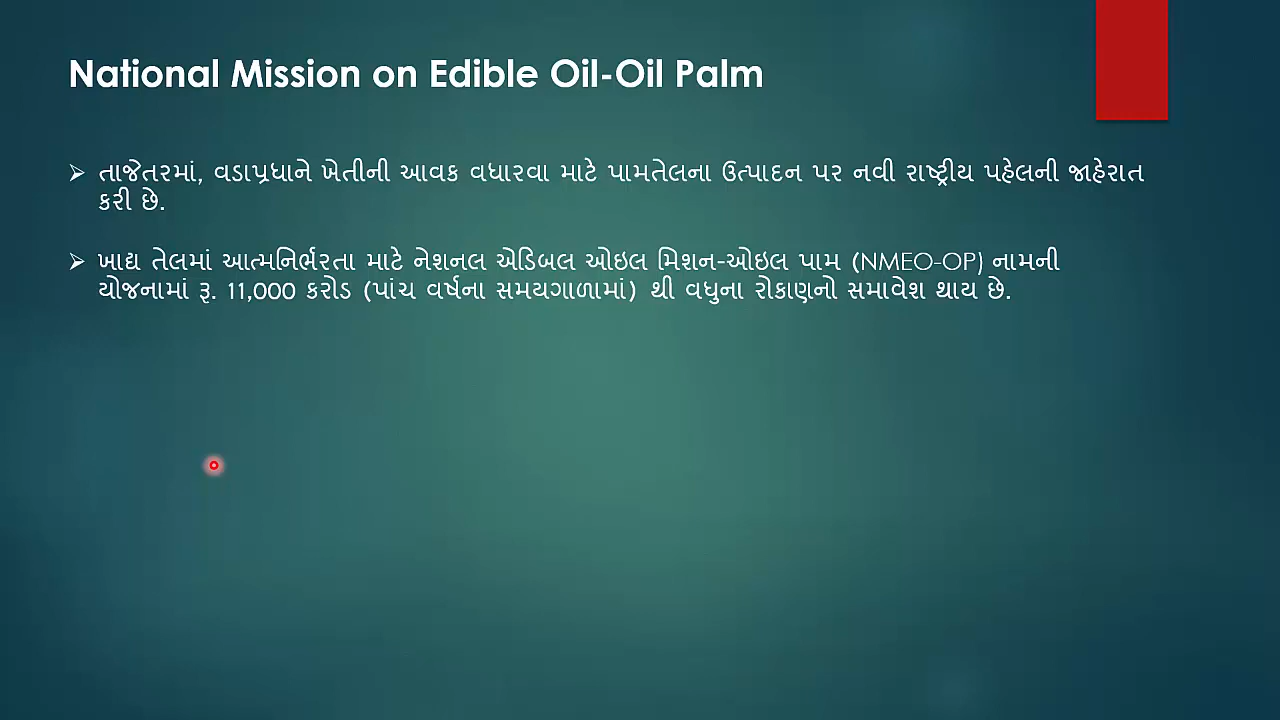 National Mission on Edible Oil-Oil Palm
➢ તાજેતરમાં, વડાપ્રધાને ખેતીની આવક વધારવા માટે પામતેલના ઉત્પાદન પર નવી રાષ્ટ્રીય પહેલની જાહેરાત
કરી છે.
➢ ખાદ્ય તેલમાં આત્મનિર્ભરતા માટે નેશનલ એડિબલ ઓઇલ મિશન-ઓઇલ પામ (NMEO-OP) નામની
યોજનામાં રૂ. 11,000 કરોડ (પાંચ વર્ષના સમયગાળામાં) થી વધુના રોકાણનો સમાવેશ થાય છે.